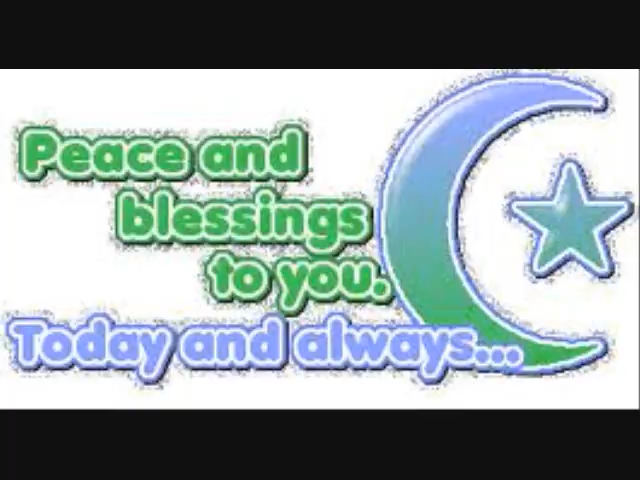 Peace and
blessings
to you.
Today and always...